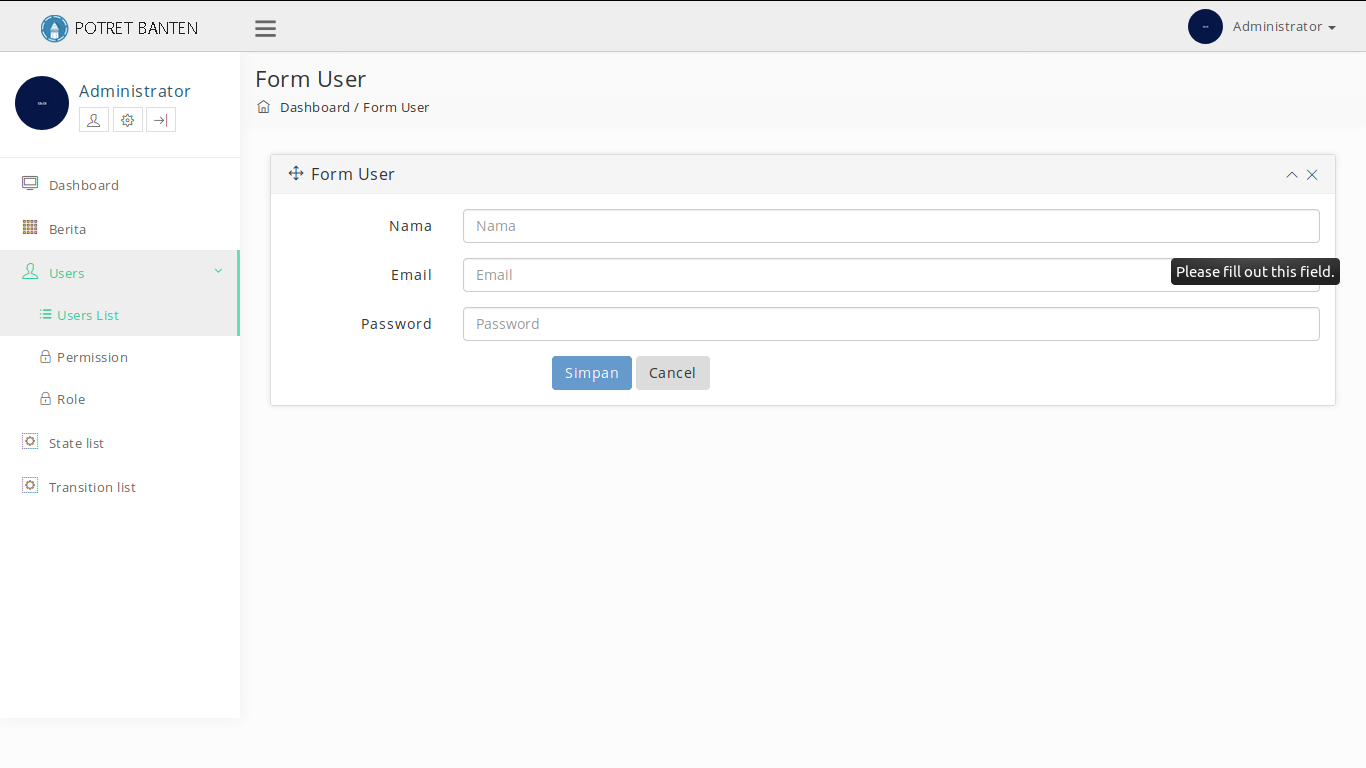 POTRET BANTEN
Administrator
Administrator
Dashboard
Berita
Users
Users List
Permission
Role
State list
Transition list
Form User
Dashboard / Form User
Form User
Nama
Nama
Email
Email
Please fill out this field.
Password
Password
Simpan
Cancel